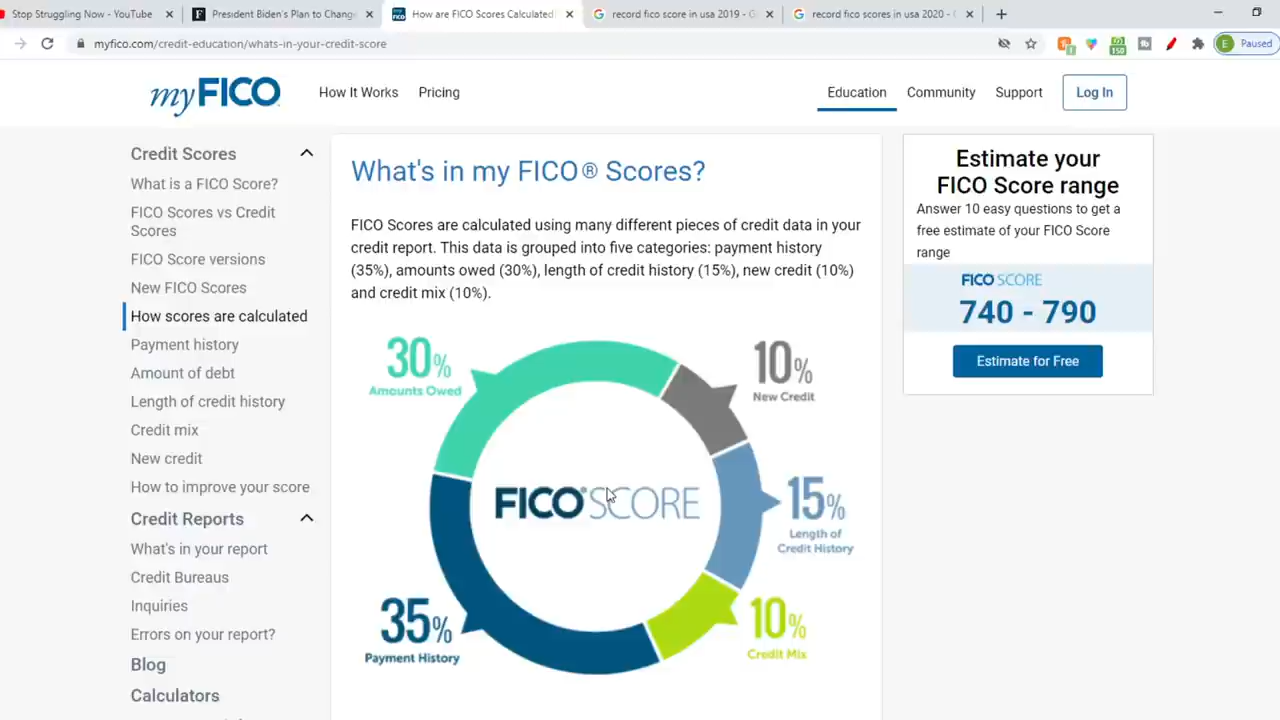 Stop Struggling Now - YouTube
President Biden's Plan to Change
How are FICO Scores Calculated
record fico score in usa 2019 - G
record fico scores in usa 2020 -
myfico.com/credit-education/whats-in-your-credit-score
1
150
E Paused
myFICO
How It Works
Pricing
Education
Community
Support
Log In
Credit Scores
What is a FICO Score?
FICO Scores vs Credit
Scores
FICO Score versions
New FICO Scores
How scores are calculated
Payment history
Amount of debt
Length of credit history
Credit mix
New credit
How to improve your score
Credit Reports
What's in your report
Credit Bureaus
Inquiries
Errors on your report?
Blog
Calculators
What's in my FICO® Scores?
FICO Scores are calculated using many different pieces of credit data in your
credit report. This data is grouped into five categories: payment history
(35%), amounts owed (30%), length of credit history (15%), new credit (10%)
and credit mix (10%).
30%
Amounts Owed
10%
New Credit
15%
Length of
Credit History
10%
Credit Mix
35%
Payment History
FICO® SCORE
Estimate your
FICO Score range
Answer 10 easy questions to get a
free estimate of your FICO Score
range
FICO SCORE
740 - 790
Estimate for Free